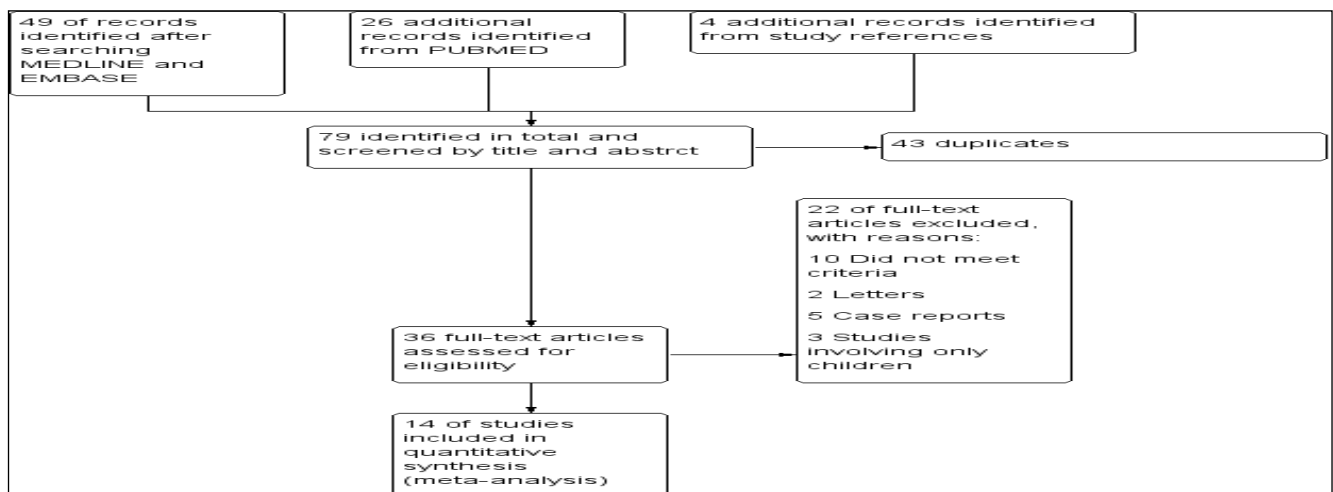 49 of records
identified after
searching
MEDLINE and
EMBASE
26 additional
records identified
from PUBMED
4 additional records identified
from study references
79 identified in total and
screened by title and abstrct
43 duplicates
22 of full-text
articles excluded,
with reasons:
10 Did not meet
criteria
2 Letters
5 Case reports
3 Studies
involving only
children
36 full-text articles
assessed for
eligibility
14 of studies
included in
quantitative
synthesis
(meta-analysis)